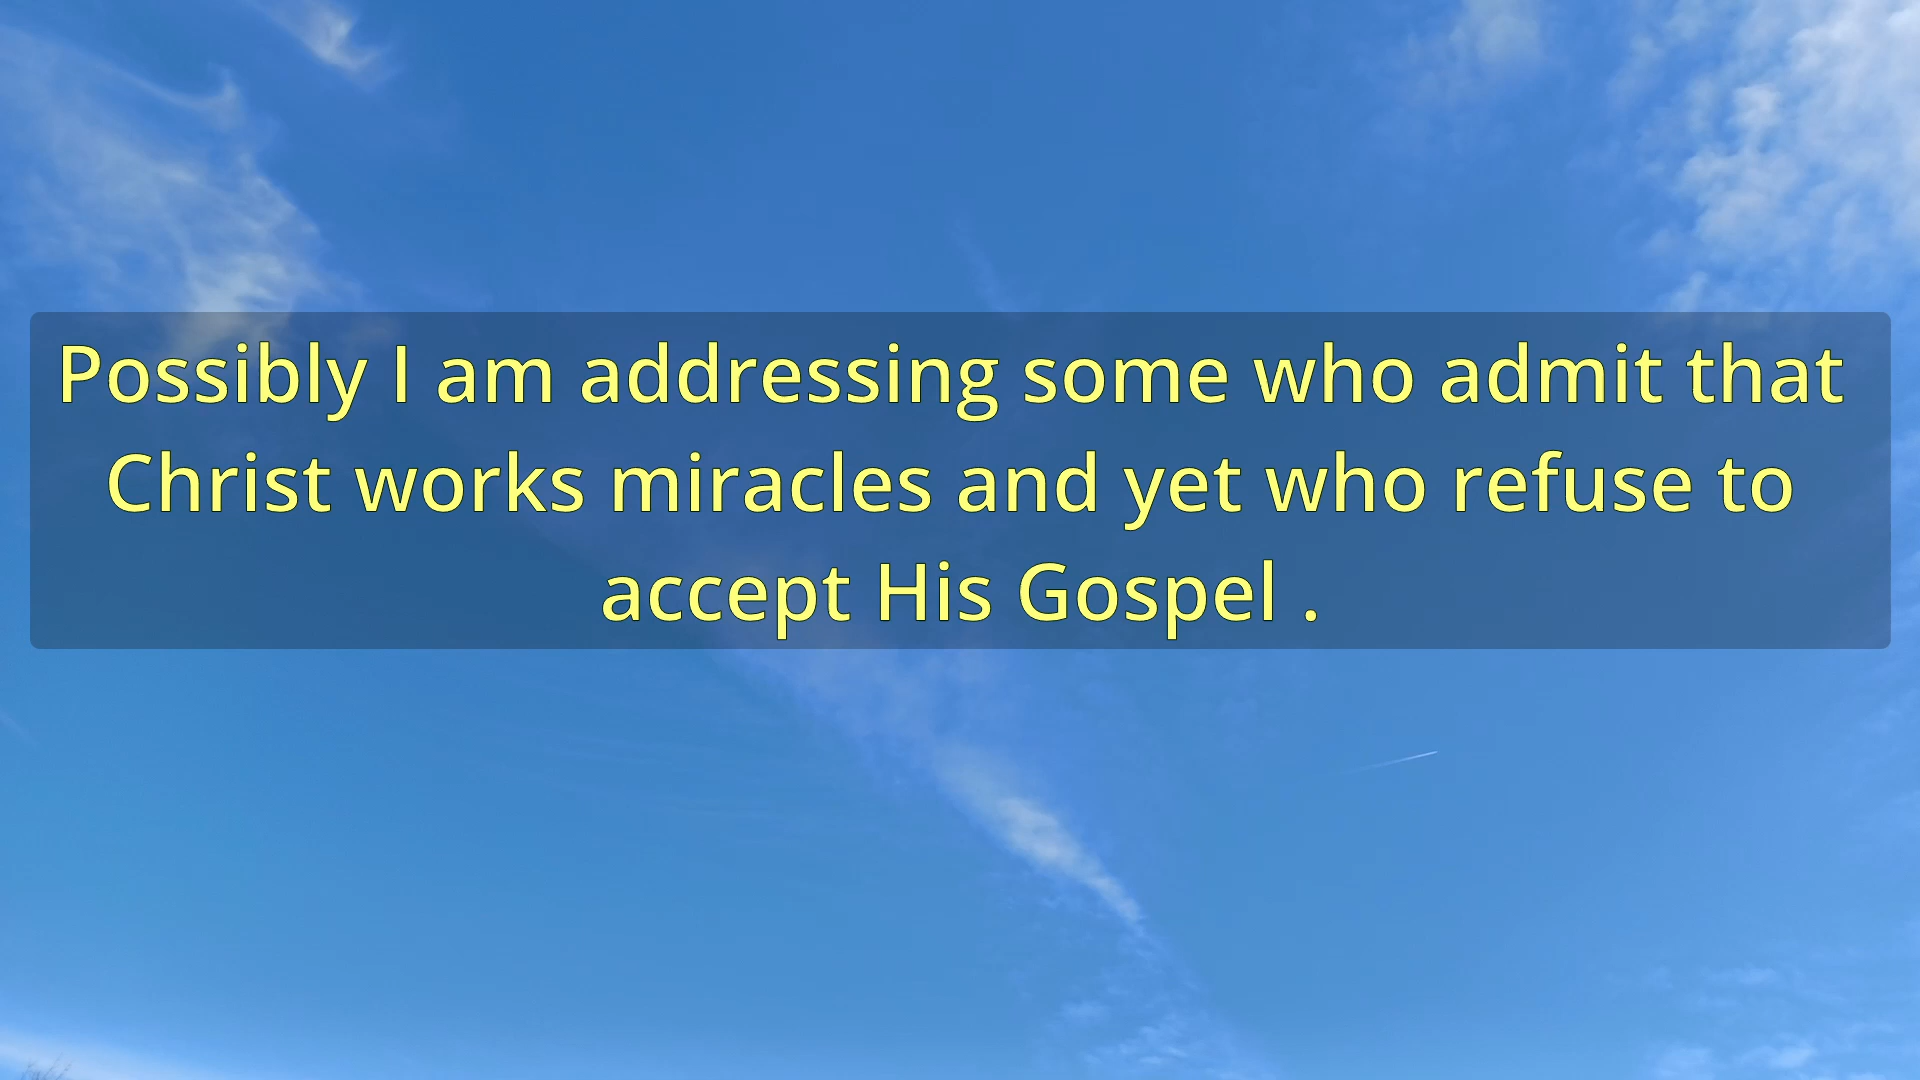 Possibly I am addressing some who admit that
Christ works miracles and yet who refuse to
accept His Gospel .